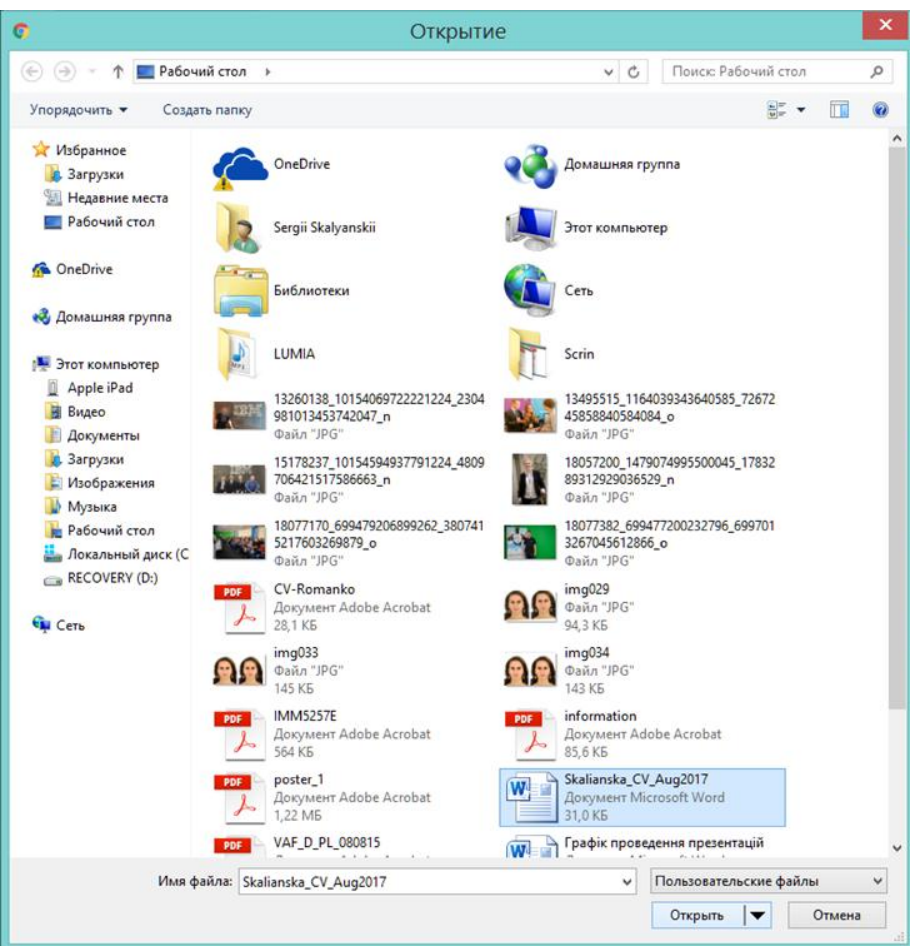 Открытие
Рабочий стол
Поиск: Рабочий стол
Упорядочить
Создать папку
Избранное
Загрузки
Недавние места
Рабочий стол
OneDrive
Домашняя группа
Этот компьютер
Apple iPad
Видео
Документы
Загрузки
Изображения
Музыка
Рабочий стол
Локальный диск (C
RECOVERY (D:)
Сеть
OneDrive
Домашняя группа
Sergii Skalyanskii
Этот компьютер
Библиотеки
Сеть
LUMIA
Scrin
13260138_10154069722221224_2304
981013453742047_n
Файл "JPG"
13495515_1164039343640585_72672
45858840584084_o
Файл "JPG"
15178237_10154594937791224_4809
706421517586663_n
Файл "JPG"
18057200_1479074995500045_17832
89312929036529_n
Файл "JPG"
18077170_699479206899262_380741
5217603269879_o
Файл "JPG"
18077382_699477200232796_699701
3267045612866_o
Файл "JPG"
PDF
CV-Romanko
Документ Adobe Acrobat
28,1 КБ
img029
Файл "JPG"
94,3 КБ
img033
Файл "JPG"
145 КБ
img034
Файл "JPG"
143 КБ
PDF
IMM5257E
Документ Adobe Acrobat
564 КБ
PDF
information
Документ Adobe Acrobat
85,6 КБ
PDF
poster_1
Документ Adobe Acrobat
1,22 МБ
Skalianska_CV_Aug2017
Документ Microsoft Word
31,0 КБ
PDF
VAF_D_PL_080815
Графік проведення презентацій
Имя файла:
Skalianska_CV_Aug2017
Пользовательские файлы
Открыть
Отмена